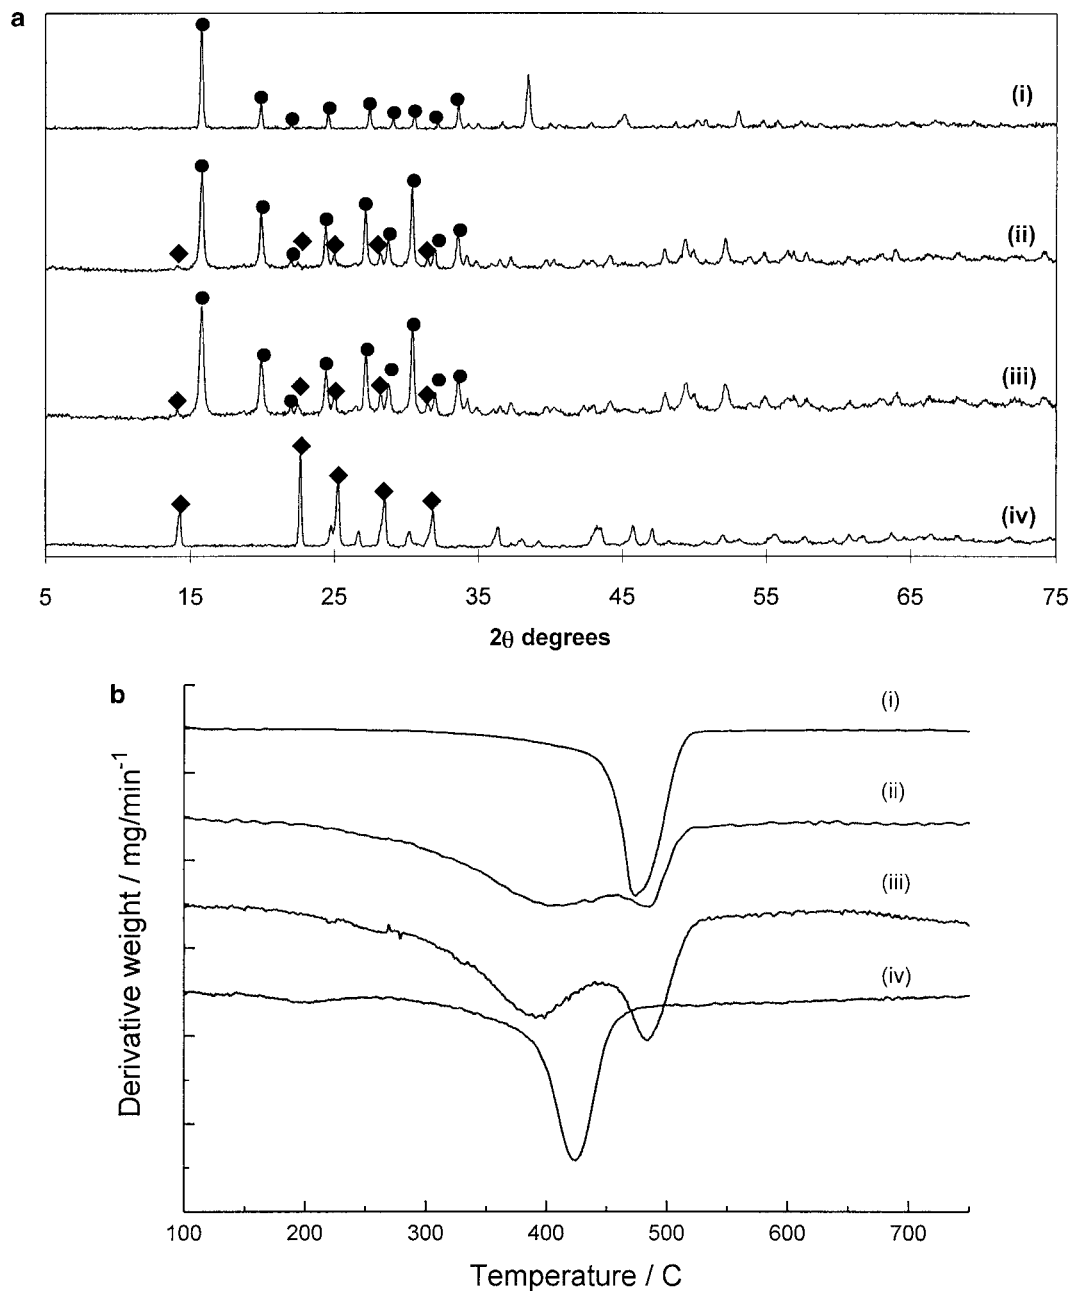 a
(i)
(ii)
(iii)
(iv)
5 15 25 35 45 55 65 75
2θ degrees
b
(i)
(ii)
(iii)
(iv)
Derivative weight / mg/min⁻¹
100 200 300 400 500 600 700
Temperature / C